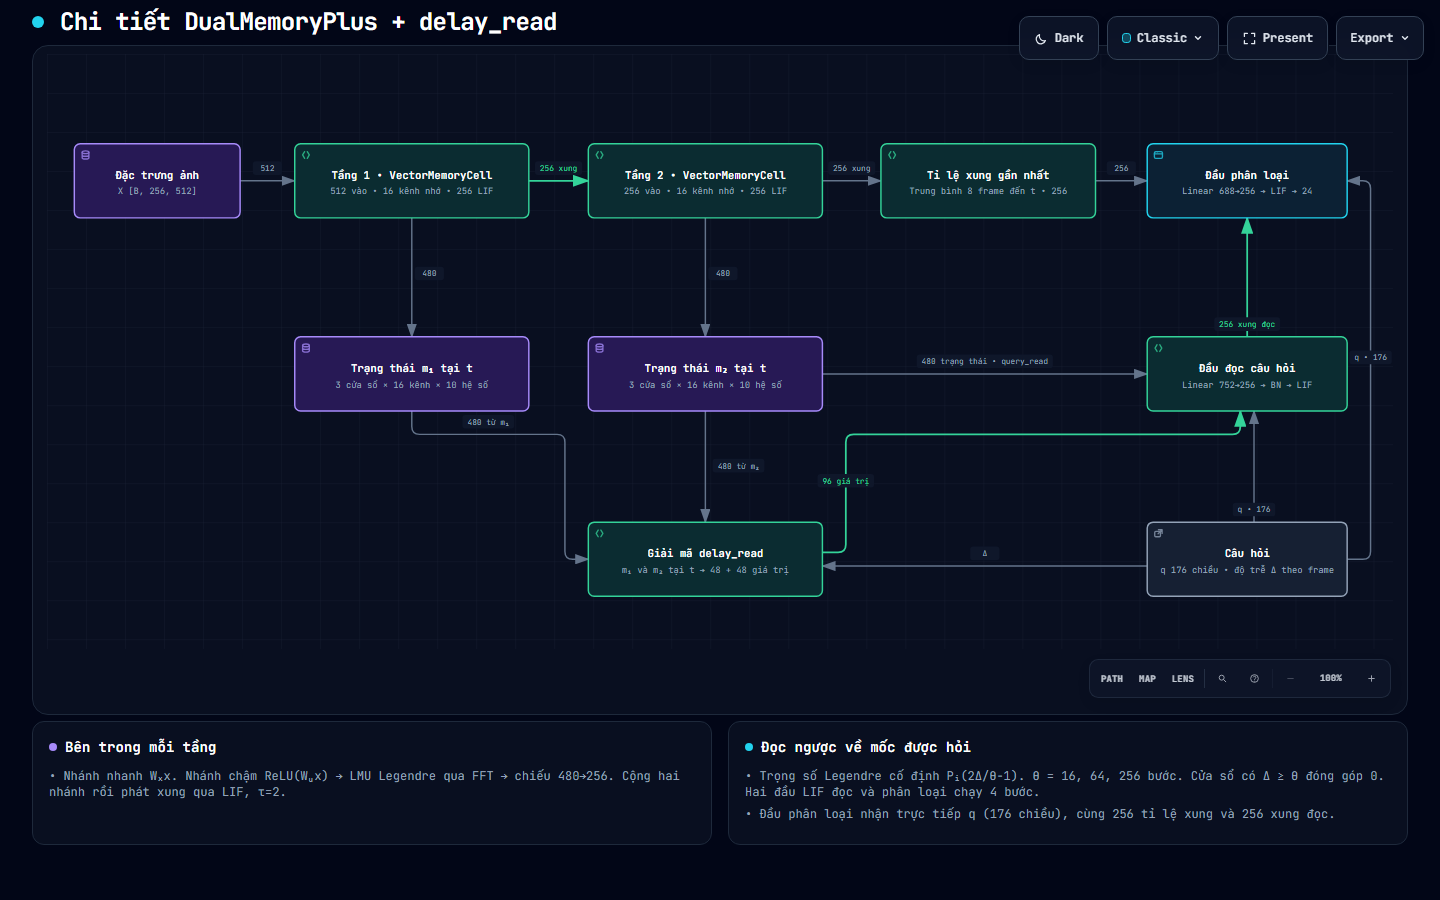 Chi tiết DualMemoryPlus + delay_read
Dark
Classic
Present
Export
Đặc trưng ảnh
X [B, 256, 512]
512
Tầng 1 • VectorMemoryCell
512 vào • 16 kênh nhớ • 256 LIF
256 xung
Tầng 2 • VectorMemoryCell
256 vào • 16 kênh nhớ • 256 LIF
256 xung
Tỉ lệ xung gần nhất
Trung bình 8 frame đến t • 256
256
Đầu phân loại
Linear 688→256 → LIF → 24
480
480
256 xung đọc
Trạng thái m₁ tại t
3 cửa sổ × 16 kênh × 10 hệ số
Trạng thái m₂ tại t
3 cửa sổ × 16 kênh × 10 hệ số
480 trạng thái • query_read
Đầu đọc câu hỏi
Linear 752→256 → BN → LIF
q • 176
480 từ m₁
480 từ m₂
96 giá trị
q • 176
Giải mã delay_read
m₁ và m₂ tại t → 48 + 48 giá trị
Δ
Câu hỏi
q 176 chiều • độ trễ Δ theo frame
PATH MAP LENS − 100% +
Bên trong mỗi tầng
• Nhánh nhanh Wₓx. Nhánh chậm ReLU(Wᵤx) → LMU Legendre qua FFT → chiếu 480→256. Cộng hai
nhánh rồi phát xung qua LIF, τ=2.
Đọc ngược về mốc được hỏi
• Trọng số Legendre cố định Pᵢ(2Δ/θ-1). θ = 16, 64, 256 bước. Cửa sổ có Δ ≥ θ đóng góp 0.
Hai đầu LIF đọc và phân loại chạy 4 bước.
• Đầu phân loại nhận trực tiếp q (176 chiều), cùng 256 tỉ lệ xung và 256 xung đọc.